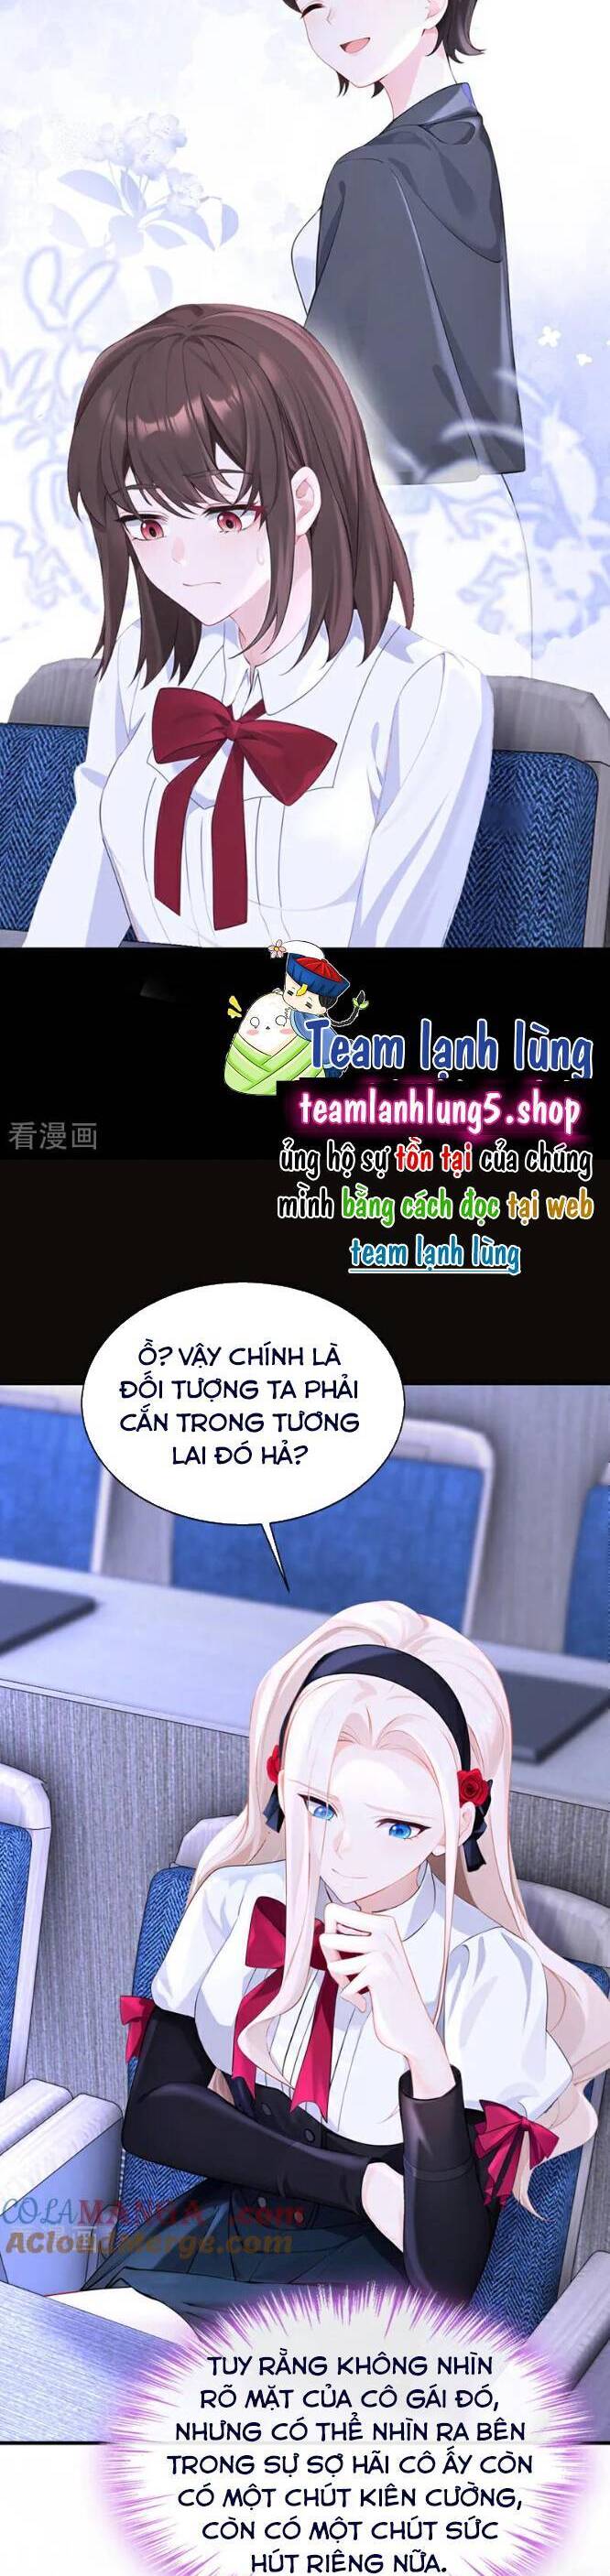 Team lạnh lùng
teamlanhlung5.shop
看漫画
ủng hộ sự tồn tại của chúng
mình bằng cách đọc tại web
team lạnh lùng
Ồ? VẬY CHÍNH LÀ
ĐỐI TƯỢNG TA PHẢI
CẮN TRONG TƯƠNG
LAI ĐÓ HẢ?
COLAMANGA.com
ACloudMerge.com
TUY RẰNG KHÔNG NHÌN
RÕ MẶT CỦA CÔ GÁI ĐÓ,
NHƯNG CÓ THỂ NHÌN RA BÊN
TRONG SỰ SỢ HÃI CÔ ẤY CÒN
CÓ MỘT CHÚT KIÊN CƯỜNG,
CÒN CÓ MỘT CHÚT SỨC
HÚT RIÊNG NỮA.